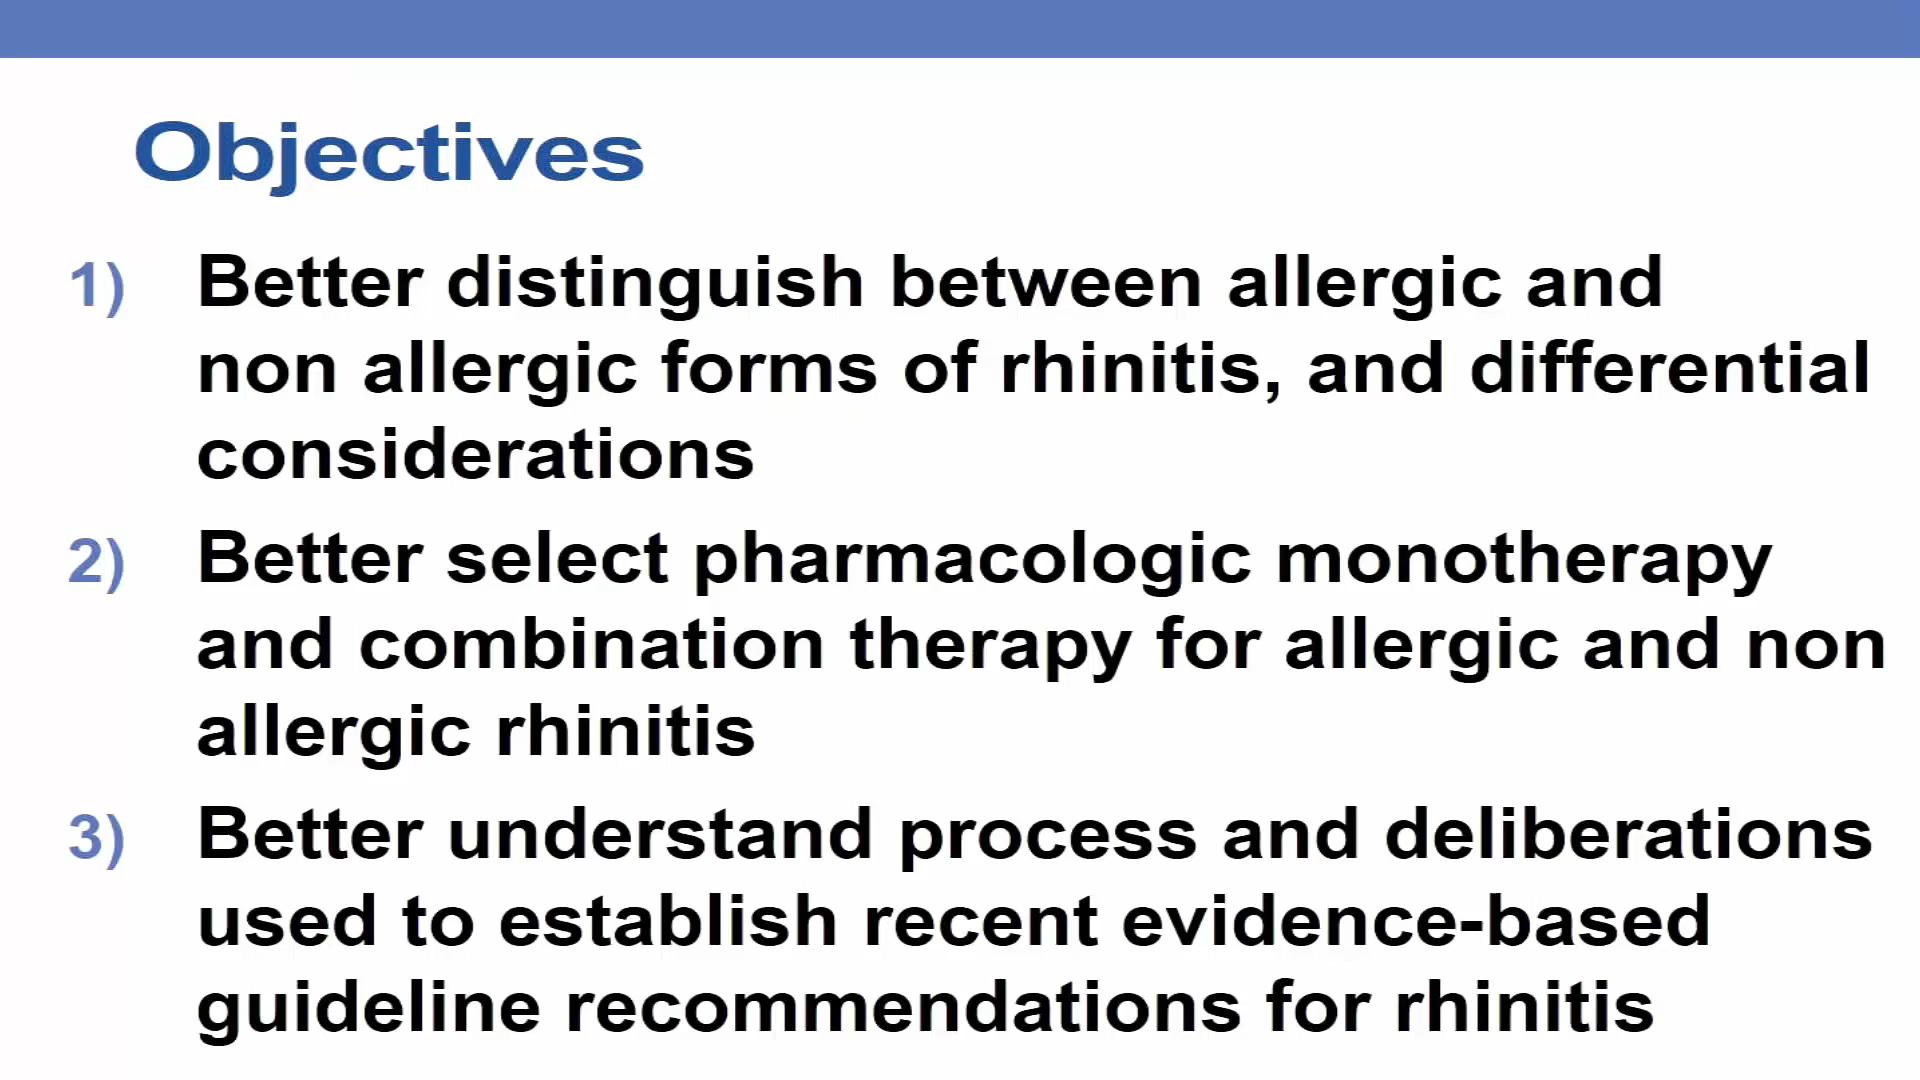 Objectives
1) Better distinguish between allergic and
non allergic forms of rhinitis, and differential
considerations
2) Better select pharmacologic monotherapy
and combination therapy for allergic and non
allergic rhinitis
3) Better understand process and deliberations
used to establish recent evidence-based
guideline recommendations for rhinitis